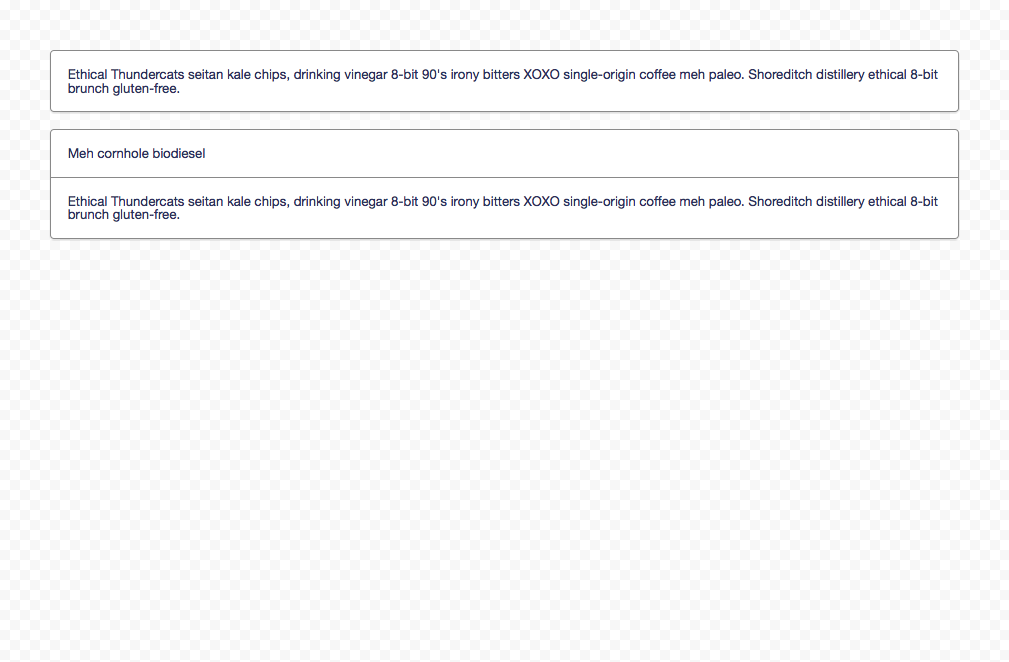 Ethical Thundercats seitan kale chips, drinking vinegar 8-bit 90's irony bitters XOXO single-origin coffee meh paleo. Shoreditch distillery ethical 8-bit
brunch gluten-free.
Meh cornhole biodiesel
Ethical Thundercats seitan kale chips, drinking vinegar 8-bit 90's irony bitters XOXO single-origin coffee meh paleo. Shoreditch distillery ethical 8-bit
brunch gluten-free.